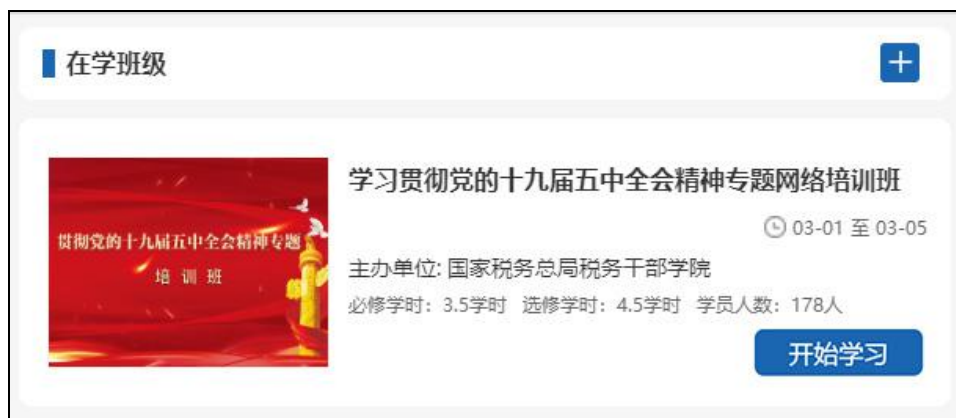 在学班级
学习贯彻党的十九届五中全会精神专题网络培训班
贯彻党的十九届五中全会精神专题
培训班
03-01 至 03-05
主办单位: 国家税务总局税务干部学院
必修学时：3.5学时 选修学时：4.5学时 学员人数：178人
开始学习